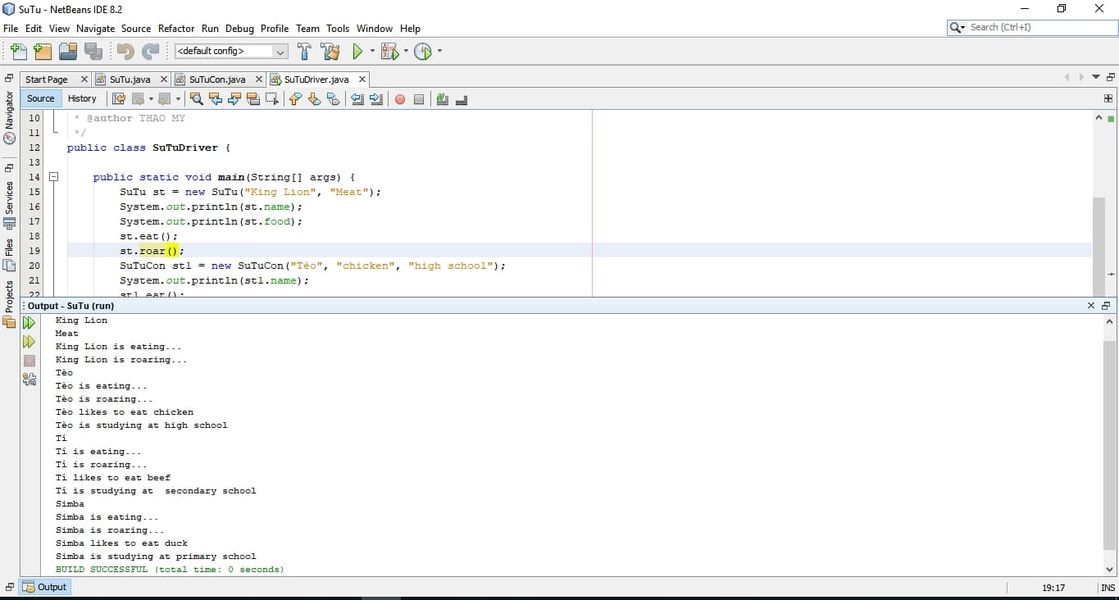 SuTu - NetBeans IDE 8.2
File Edit View Navigate Source Refactor Run Debug Profile Team Tools Window Help
Search (Ctrl+I)
<default config>
Start Page SuTu.java SuTuCon.java SuTuDriver.java
Source History
Navigator
Services
Files
Projects
10 * @author THAO MY
11 */
12 public class SuTuDriver {
13
14 public static void main(String[] args) {
15 SuTu st = new SuTu("King Lion", "Meat");
16 System.out.println(st.name);
17 System.out.println(st.food);
18 st.eat();
19 st.roar();
20 SuTuCon st1 = new SuTuCon("Tèo", "chicken", "high school");
21 System.out.println(st1.name);
22 st1.eat();
Output - SuTu (run)
King Lion
Meat
King Lion is eating...
King Lion is roaring...
Tèo
Tèo is eating...
Tèo is roaring...
Tèo likes to eat chicken
Tèo is studying at high school
Tí
Tí is eating...
Tí is roaring...
Tí likes to eat beef
Tí is studying at  secondary school
Simba
Simba is eating...
Simba is roaring...
Simba likes to eat duck
Simba is studying at primary school
BUILD SUCCESSFUL (total time: 0 seconds)
Output
19:17 INS